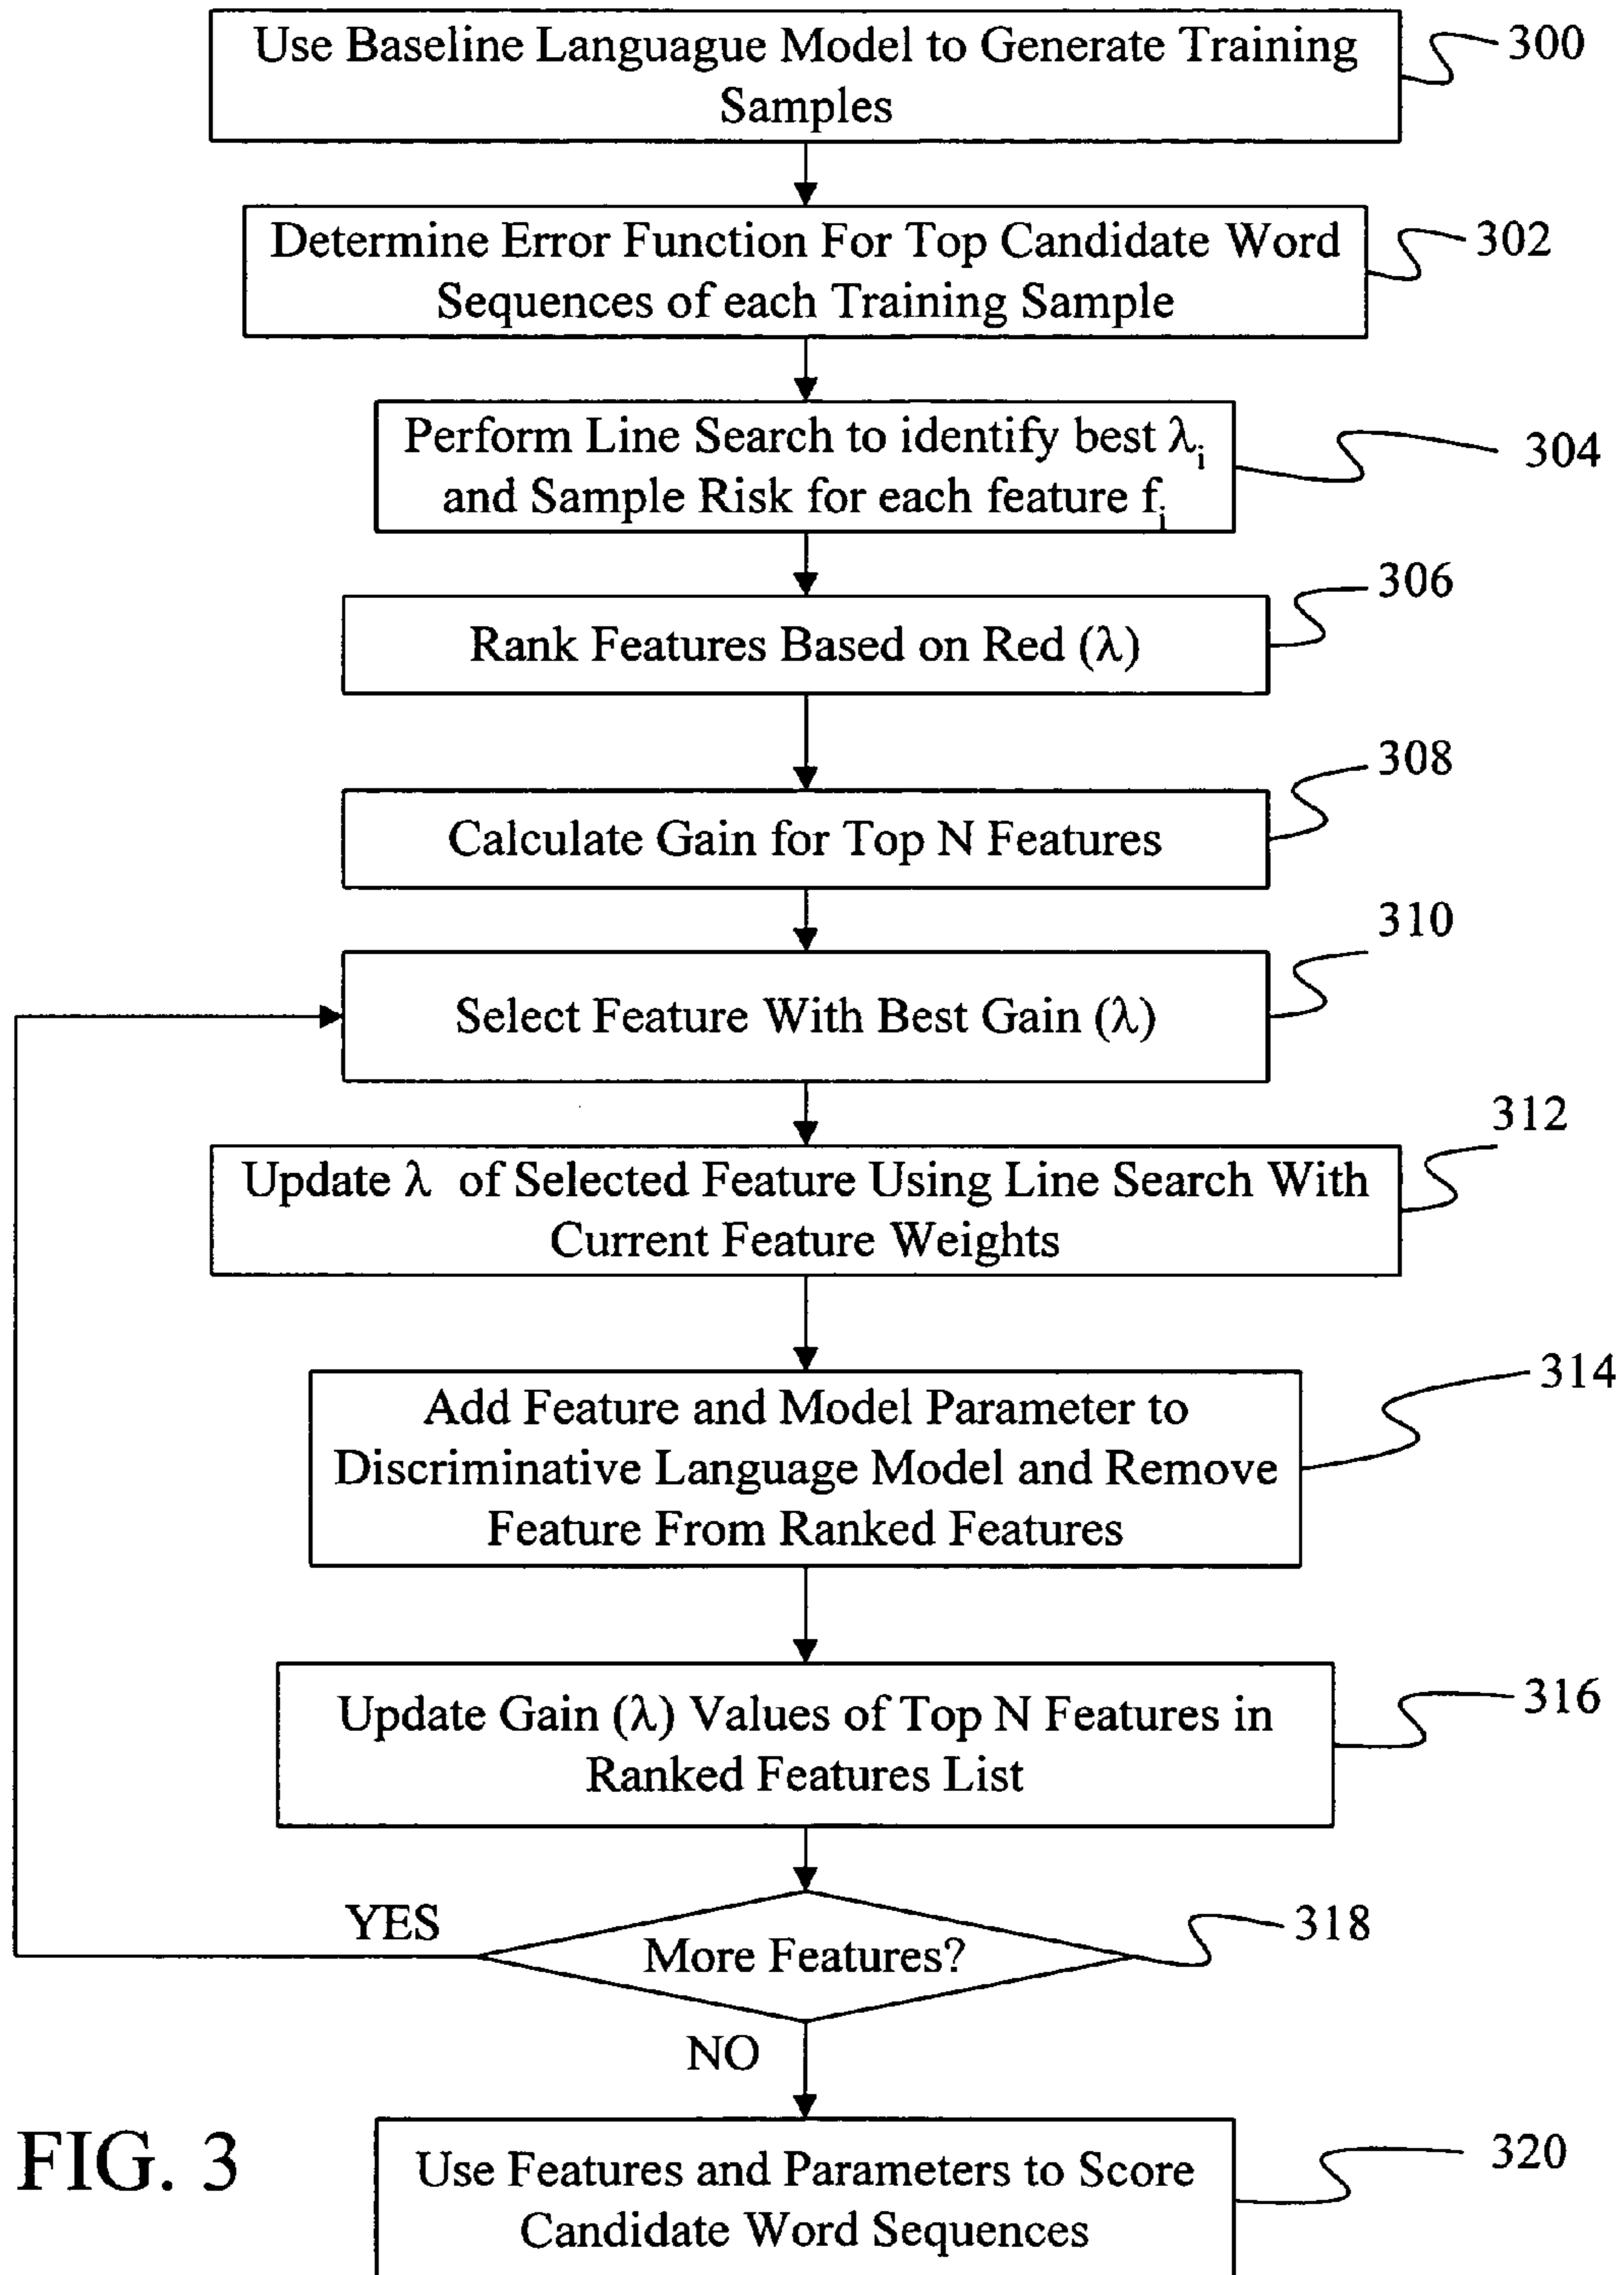 Use Baseline Languague Model to Generate Training
Samples
300
Determine Error Function For Top Candidate Word
Sequences of each Training Sample
302
Perform Line Search to identify best λi
and Sample Risk for each feature fi
304
Rank Features Based on Red (λ)
306
Calculate Gain for Top N Features
308
Select Feature With Best Gain (λ)
310
Update λ of Selected Feature Using Line Search With
Current Feature Weights
312
Add Feature and Model Parameter to
Discriminative Language Model and Remove
Feature From Ranked Features
314
Update Gain (λ) Values of Top N Features in
Ranked Features List
316
YES
More Features?
318
NO
Use Features and Parameters to Score
Candidate Word Sequences
320
FIG. 3